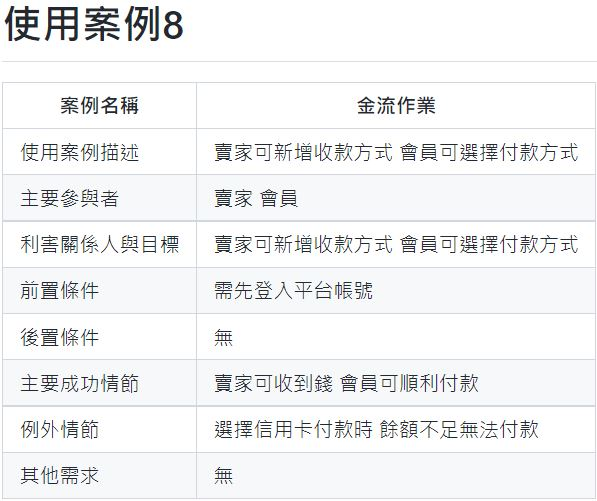 使用案例8
案例名稱 金流作業
使用案例描述 賣家可新增收款方式 會員可選擇付款方式
主要參與者 賣家 會員
利害關係人與目標 賣家可新增收款方式 會員可選擇付款方式
前置條件 需先登入平台帳號
後置條件 無
主要成功情節 賣家可收到錢 會員可順利付款
例外情節 選擇信用卡付款時 餘額不足無法付款
其他需求 無